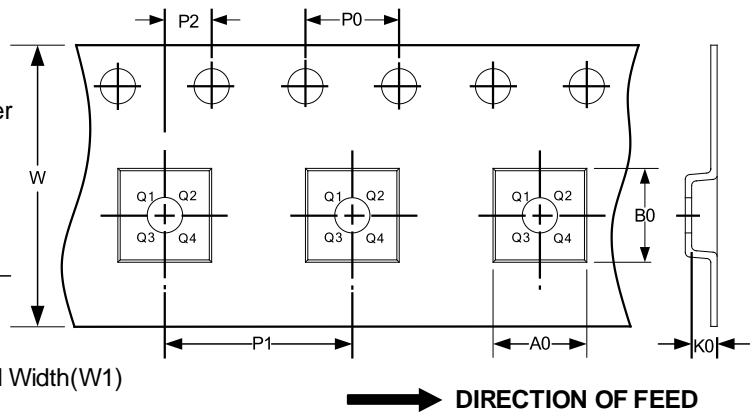 P2
P0
er
W
Q1 Q2
Q3 Q4
Q1 Q2
Q3 Q4
Q1 Q2
Q3 Q4
B0
P1
A0
K0
l Width(W1)
DIRECTION OF FEED